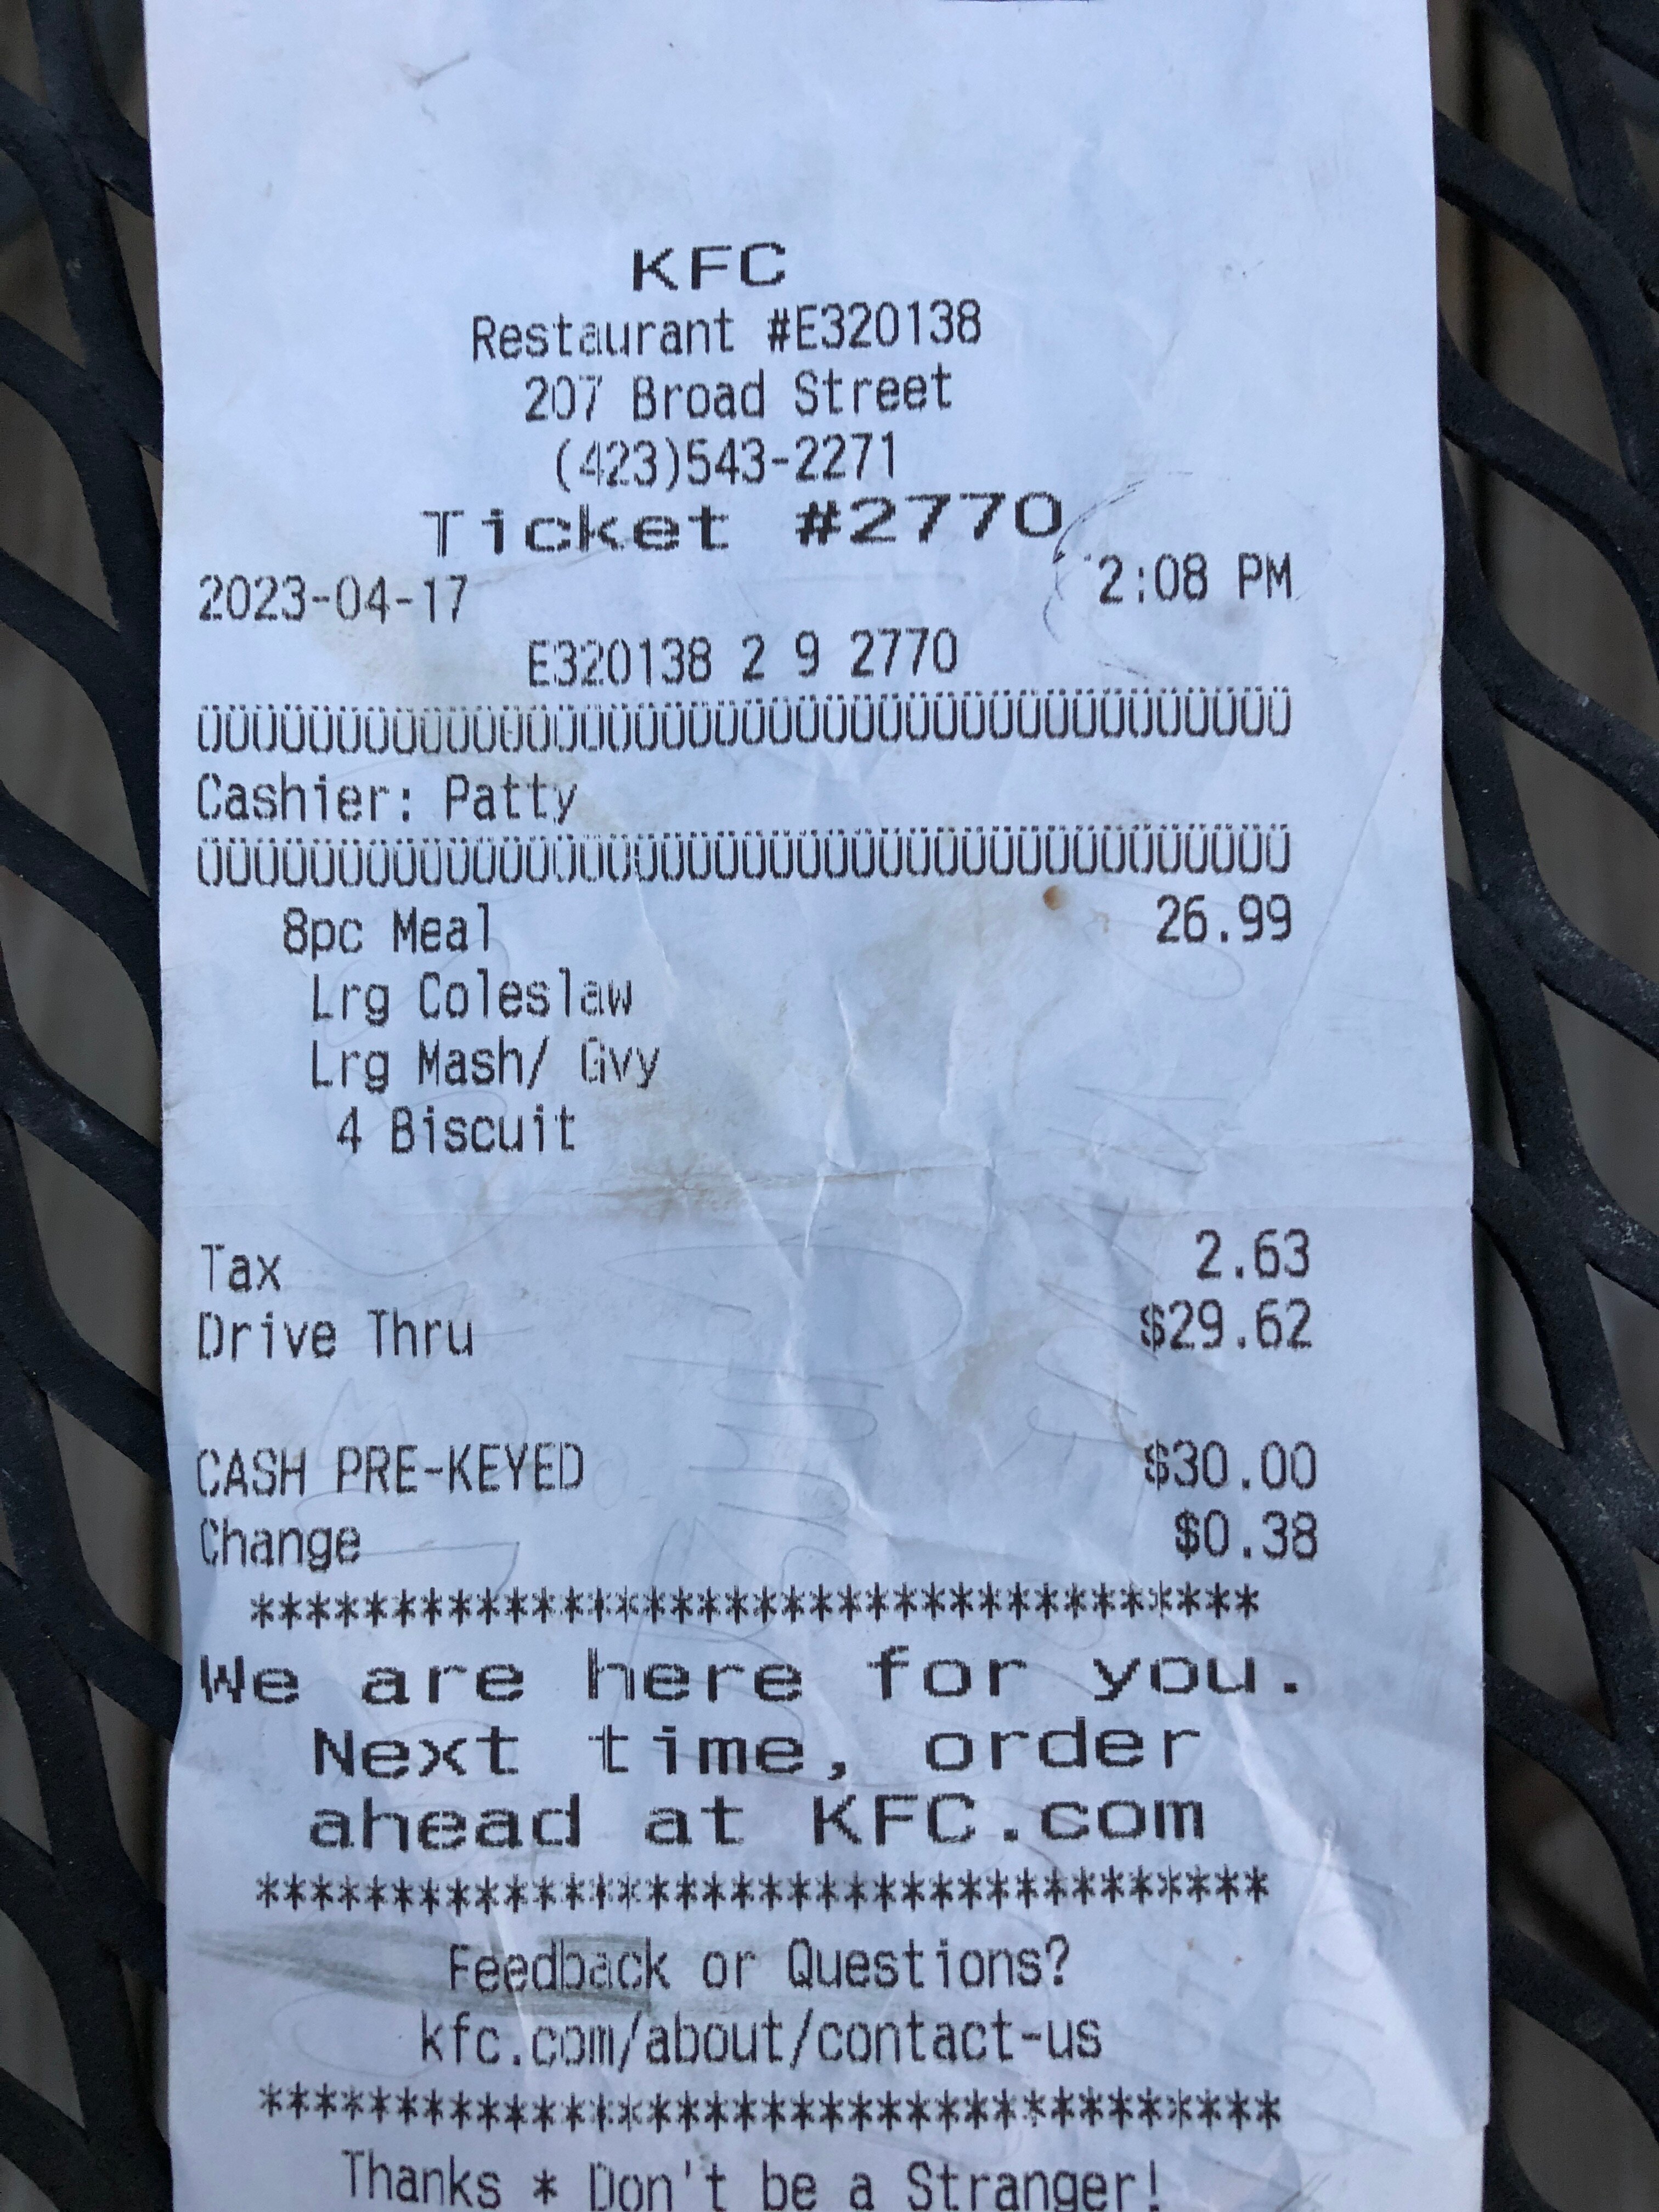 KFC
Restaurant #E320138
207 Broad Street
(423)543-2271
Ticket #2770
2023-04-17 2:08 PM
E320138 2 9 2770
ÜÜÜÜÜÜÜÜÜÜÜÜÜÜÜÜÜÜÜÜÜÜÜÜÜÜÜÜÜÜÜÜÜÜÜÜÜÜÜÜ
Cashier: Patty
ÜÜÜÜÜÜÜÜÜÜÜÜÜÜÜÜÜÜÜÜÜÜÜÜÜÜÜÜÜÜÜÜÜÜÜÜÜÜÜÜ
8pc Meal 26.99
Lrg Coleslaw
Lrg Mash/ Gvy
4 Biscuit
Tax 2.63
Drive Thru $29.62
CASH PRE-KEYED $30.00
Change $0.38
************************************
We are here for you.
Next time, order
ahead at KFC.com
************************************
Feedback or Questions?
kfc.com/about/contact-us
************************************
Thanks * Don't be a Stranger!